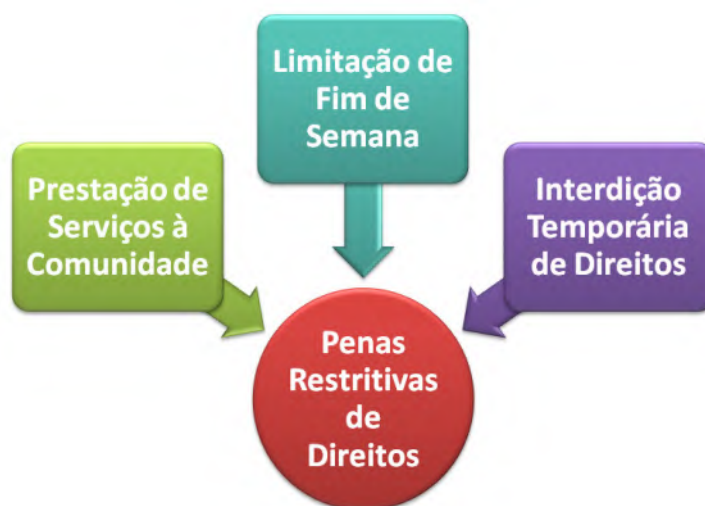 Limitação de
Fim de
Semana
Prestação de
Serviços à
Comunidade
Interdição
Temporária
de Direitos
Penas
Restritivas
de
Direitos